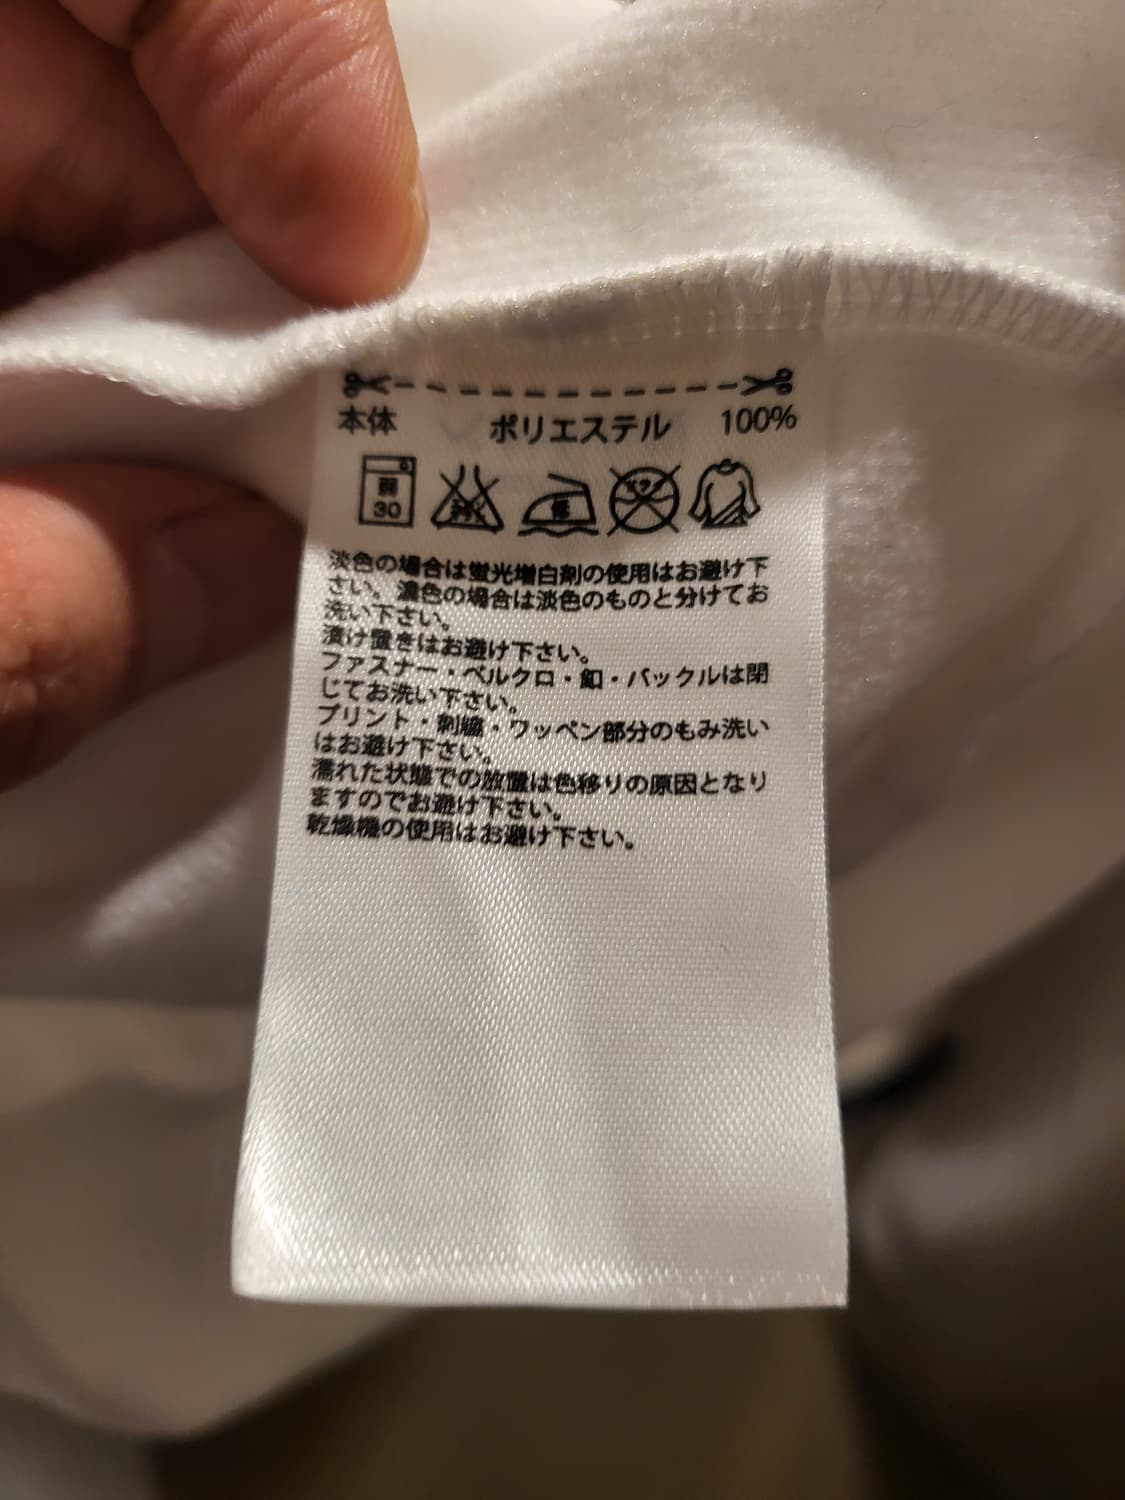 本体 ポリエステル 100%
弱 30 低
淡色の場合は蛍光増白剤の使用はお避け下
さい。濃色の場合は淡色のものと分けてお
洗い下さい。
漬け置きはお避け下さい。
ファスナー・ベルクロ・釦・バックルは閉
じてお洗い下さい。
プリント・刺繍・ワッペン部分のもみ洗い
はお避け下さい。
濡れた状態での放置は色移りの原因となり
ますのでお避け下さい。
乾燥機の使用はお避け下さい。